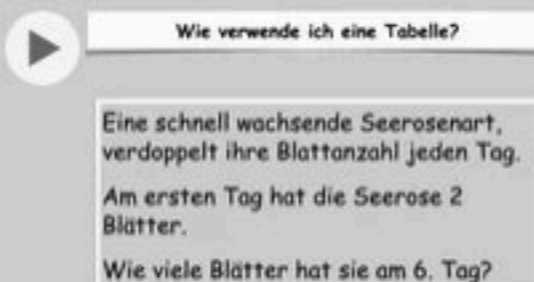 Wie verwende ich eine Tabelle?
Eine schnell wachsende Seerosenart,
verdoppelt ihre Blattanzahl jeden Tag.
Am ersten Tag hat die Seerose 2
Blätter.
Wie viele Blätter hat sie am 6. Tag?